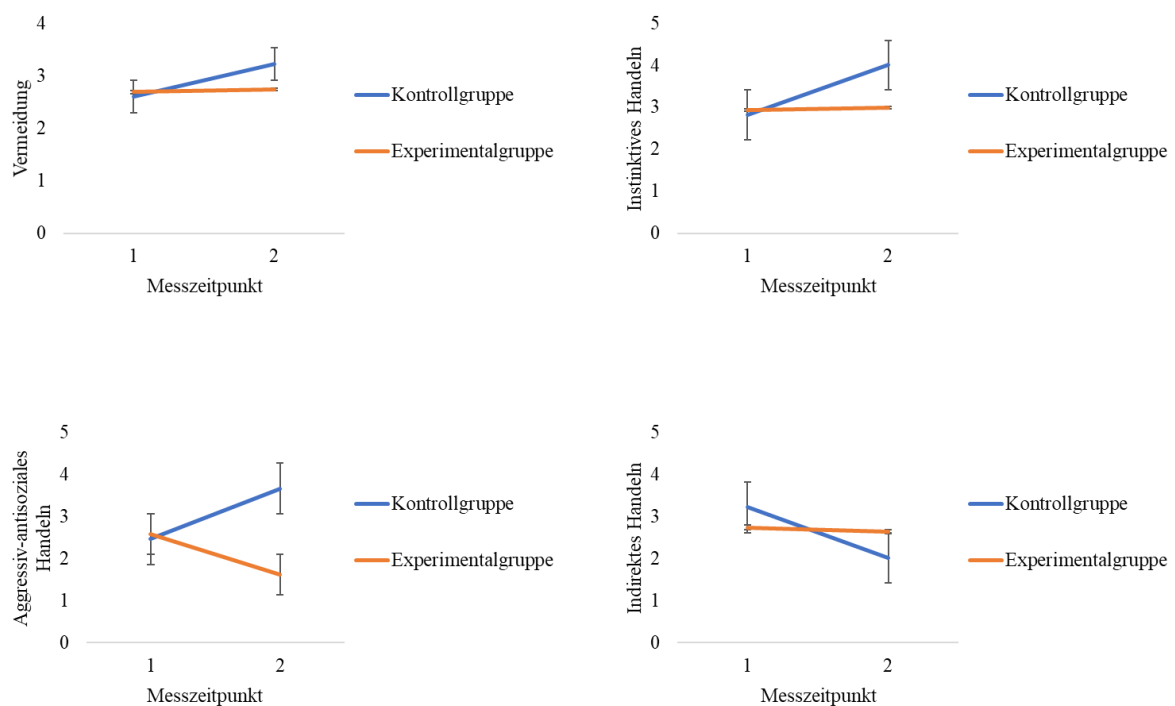 Vermeidung
4
3
2
1
0
1
2
Messzeitpunkt
Kontrollgruppe
Experimentalgruppe
Instinktives Handeln
5
4
3
2
1
0
1
2
Messzeitpunkt
Kontrollgruppe
Experimentalgruppe
Aggressiv-antisoziales
Handeln
5
4
3
2
1
0
1
2
Messzeitpunkt
Kontrollgruppe
Experimentalgruppe
Indirektes Handeln
5
4
3
2
1
0
1
2
Messzeitpunkt
Kontrollgruppe
Experimentalgruppe